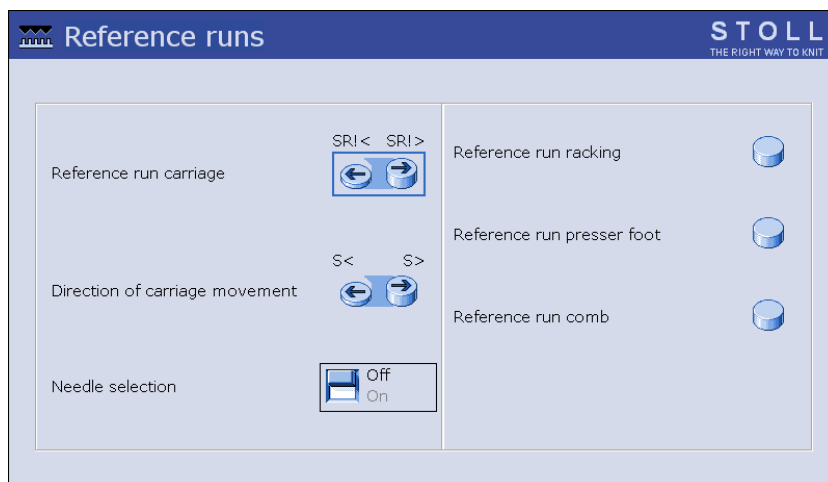 Reference runs
STOLL
THE RIGHT WAY TO KNIT
SR!< SR!>
Reference run carriage
S< S>
Direction of carriage movement
Needle selection
Off
On
Reference run racking
Reference run presser foot
Reference run comb